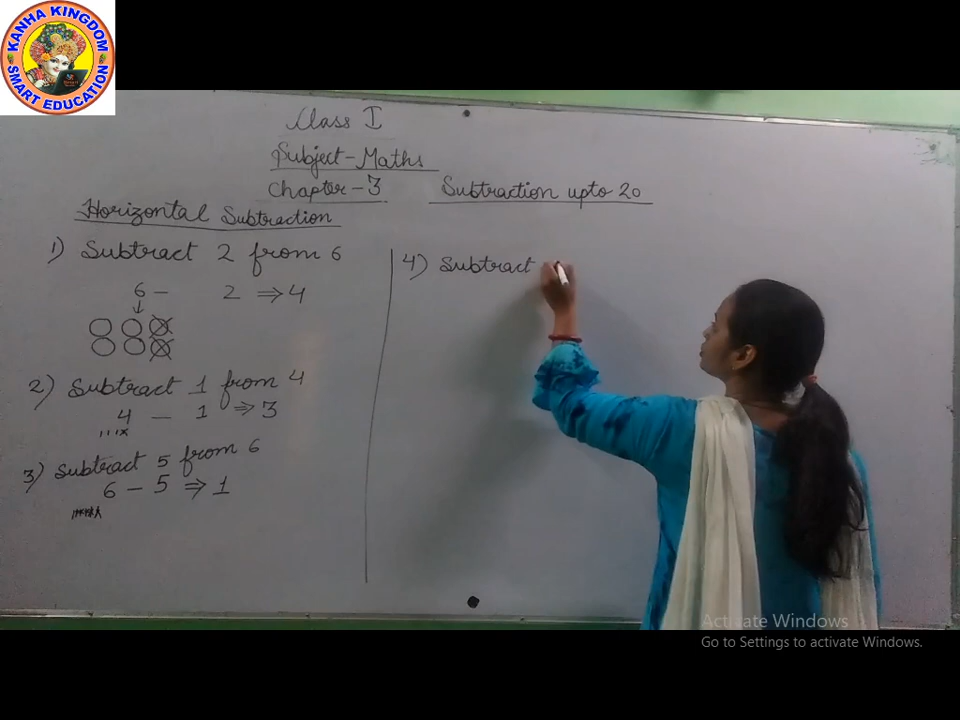 KANHA KINGDOM
SMART EDUCATION
Class I
Subject - Maths
Chapter - 3 Subtraction upto 20
Horizontal Subtraction
1) Subtract 2 from 6
6 - 2 ⇒ 4
2) Subtract 1 from 4
4 - 1 ⇒ 3
3) Subtract 5 from 6
6 - 5 ⇒ 1
4) Subtract
Activate Windows
Go to Settings to activate Windows.